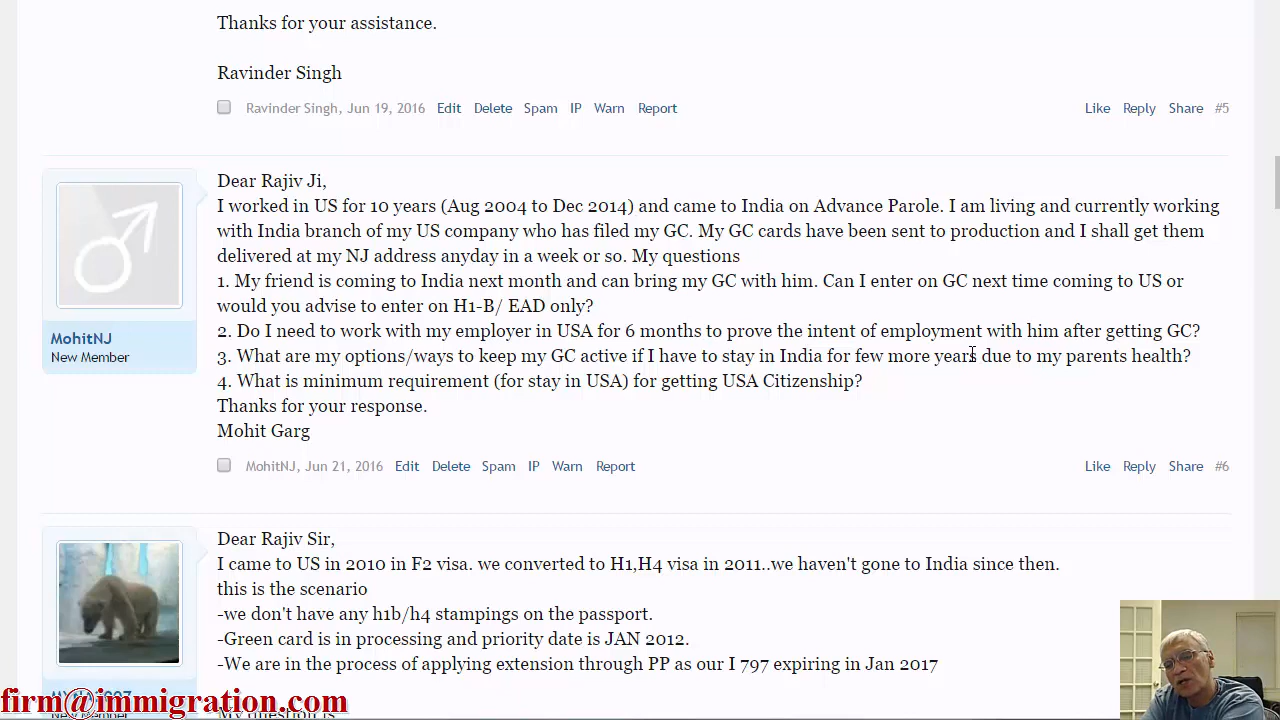 Thanks for your assistance.
Ravinder Singh
Ravinder Singh, Jun 19, 2016 Edit Delete Spam IP Warn Report Like Reply Share #5
Dear Rajiv Ji,
I worked in US for 10 years (Aug 2004 to Dec 2014) and came to India on Advance Parole. I am living and currently working
with India branch of my US company who has filed my GC. My GC cards have been sent to production and I shall get them
delivered at my NJ address anyday in a week or so. My questions
1. My friend is coming to India next month and can bring my GC with him. Can I enter on GC next time coming to US or
would you advise to enter on H1-B/ EAD only?
2. Do I need to work with my employer in USA for 6 months to prove the intent of employment with him after getting GC?
3. What are my options/ways to keep my GC active if I have to stay in India for few more years due to my parents health?
4. What is minimum requirement (for stay in USA) for getting USA Citizenship?
Thanks for your response.
Mohit Garg
MohitNJ
New Member
MohitNJ, Jun 21, 2016 Edit Delete Spam IP Warn Report Like Reply Share #6
Dear Rajiv Sir,
I came to US in 2010 in F2 visa. we converted to H1,H4 visa in 2011..we haven't gone to India since then.
this is the scenario
-we don't have any h1b/h4 stampings on the passport.
-Green card is in processing and priority date is JAN 2012.
-We are in the process of applying extension through PP as our I 797 expiring in Jan 2017
firm@immigration.com